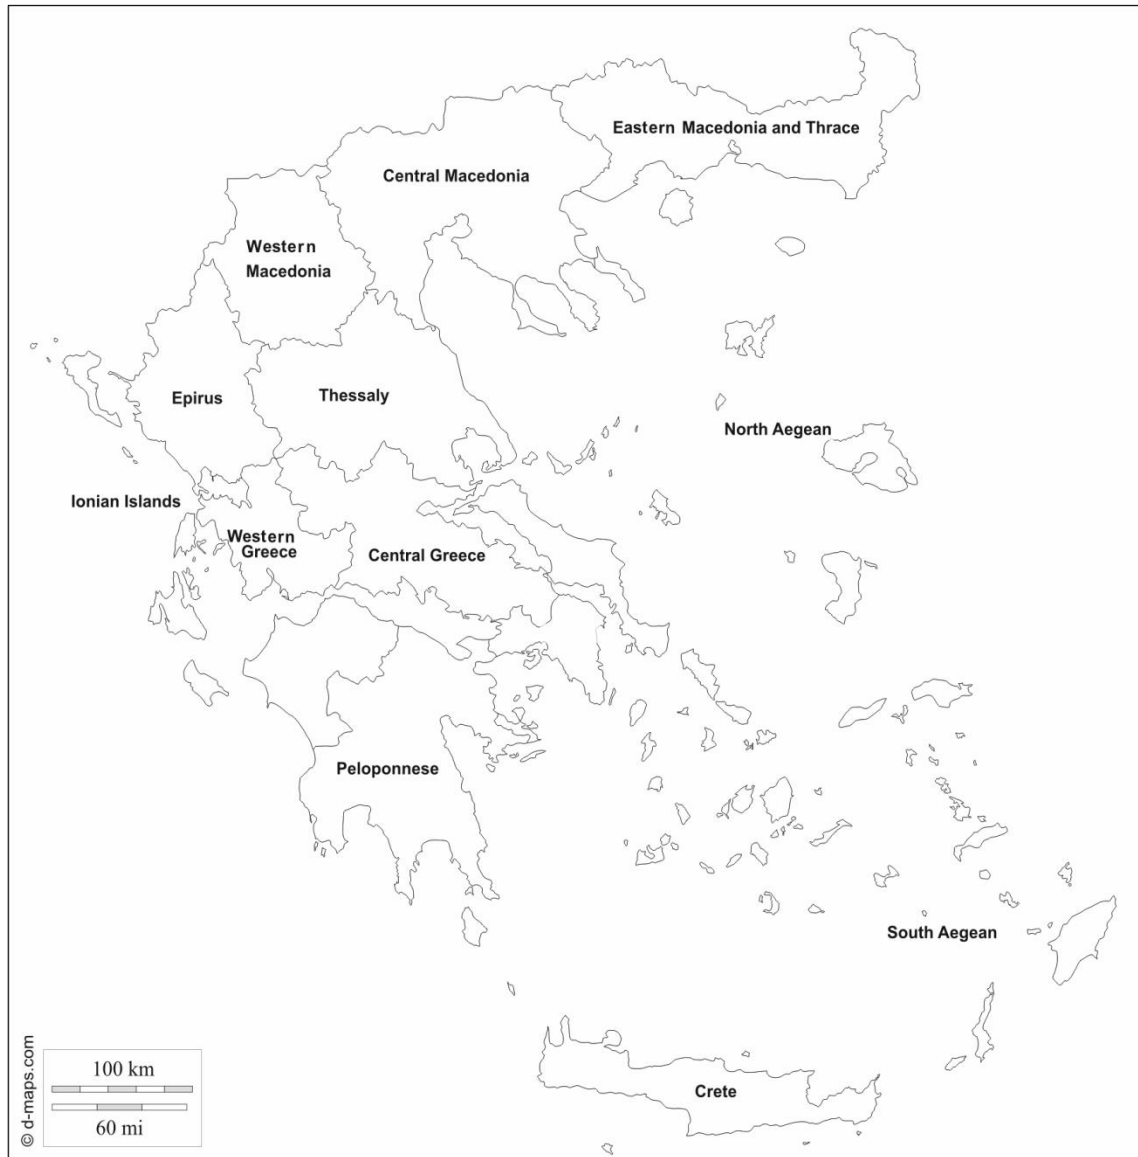 Eastern Macedonia and Thrace
Central Macedonia
Western
Macedonia
Epirus
Thessaly
North Aegean
Ionian Islands
Western
Greece
Central Greece
Peloponnese
South Aegean
Crete
100 km
60 mi
© d-maps.com